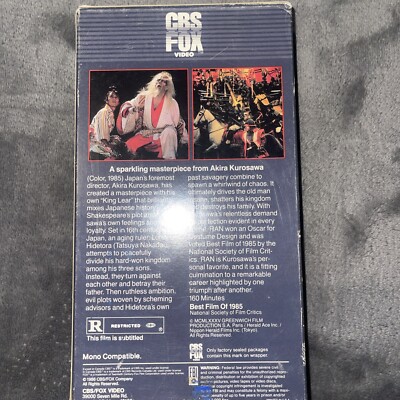 CBS
FOX
VIDEO
A sparkling masterpiece from Akira Kurosawa
(Color, 1985) Japan's foremost
director, Akira Kurosawa, has
created a masterpiece with his
own "King Lear" that brilliantly
mixes Japanese history,
Shakespeare's plot and
sawa's own feelings
loyalty. Set in 16th century
Japan, an aging ruler,
Hidetora (Tatsuya Nakadai)
attempts to peacefully
divide his hard-won kingdom
among his three sons.
Instead, they turn against
each other and betray their
father. Then ruthless ambition,
evil plots woven by scheming
advisors and Hidetora's own
past savagery combine to
spawn a whirlwind of chaos. It
ultimately drives the old man
shatters his kingdom
destroys his family. With
sawa's relentless demand
fection evident in every
RAN won an Oscar for
Costume Design and was
voted Best Film of 1985 by the
National Society of Film Crit-
ics. "RAN is Kurosawa's per-
sonal favorite, and it is a fitting
culmination to a remarkable
career highlighted by one
triumph after another.
160 Minutes
Best Film Of 1985
National Society of Film Critics
© MCMLXXXV GREENWICH FILM
PRODUCTION S.A. Paris / Herald Ace Inc. /
Nippon Herald Films Inc. (Tokyo)
R RESTRICTED
This film is subtitled
Mono Compatible.
CBS
FOX
VIDEO
Only factory sealed packages
contain this mark on wrapper.
© 1986 CBS/FOX Company
All Rights Reserved.
CBS/FOX VIDEO
39000 Seven Mile Rd.
WARNING